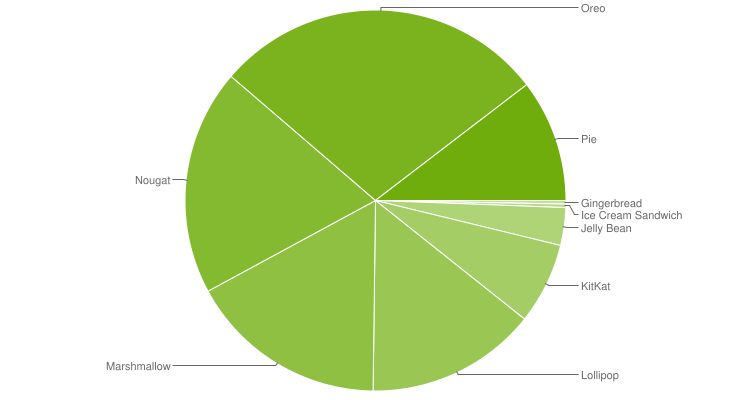 Oreo
Pie
Nougat
Gingerbread
Ice Cream Sandwich
Jelly Bean
KitKat
Marshmallow
Lollipop